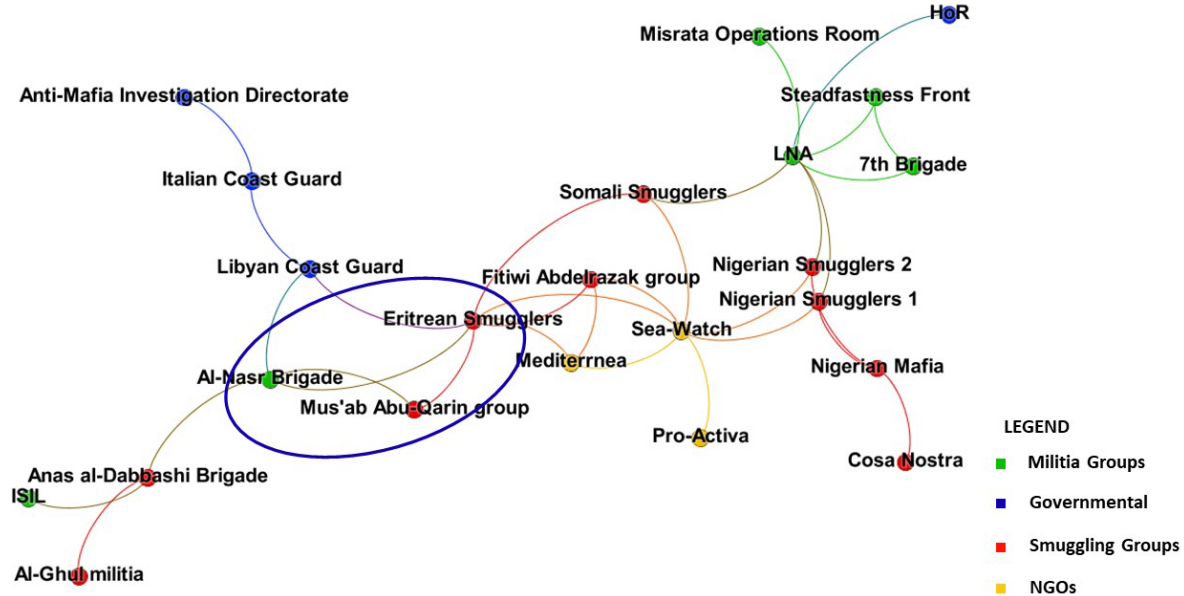 HoR
Misrata Operations Room
Anti-Mafia Investigation Directorate
Steadfastness Front
LNA
7th Brigade
Italian Coast Guard
Somali Smugglers
Libyan Coast Guard
Fitiwi Abdelrazak group
Nigerian Smugglers 2
Nigerian Smugglers 1
Eritrean Smugglers
Sea-Watch
Mediterrnea
Nigerian Mafia
Al-Nasr Brigade
Mus'ab Abu-Qarin group
Pro-Activa
Cosa Nostra
Anas al-Dabbashi Brigade
ISIL
Al-Ghul militia
LEGEND
Militia Groups
Governmental
Smuggling Groups
NGOs